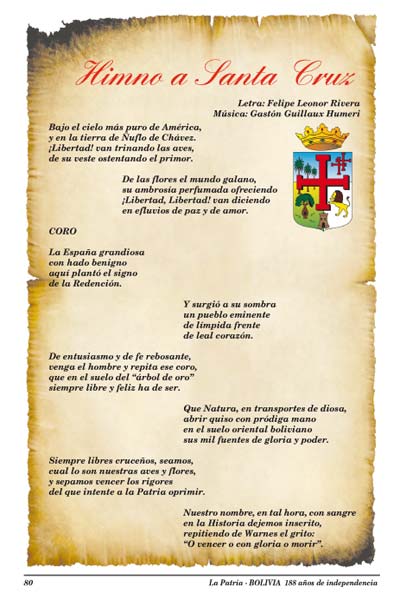 Himno a Santa Cruz
Letra: Felipe Leonor Rivera
Música: Gastón Guillaux Humeri
Bajo el cielo más puro de América,
y en la tierra de Ñuflo de Chávez.
¡Libertad! van trinando las aves,
de su veste ostentando el primor.
De las flores el mundo galano,
su ambrosía perfumada ofreciendo
¡Libertad, Libertad! van diciendo
en efluvios de paz y de amor.
CORO
La España grandiosa
con hado benigno
aquí plantó el signo
de la Redención.
Y surgió a su sombra
un pueblo eminente
de límpida frente
de leal corazón.
De entusiasmo y de fe rebosante,
venga el hombre y repita ese coro,
que en el suelo del “árbol de oro”
siempre libre y feliz ha de ser.
Que Natura, en transportes de diosa,
abrir quiso con pródiga mano
en el suelo oriental boliviano
sus mil fuentes de gloria y poder.
Siempre libres cruceños, seamos,
cual lo son nuestras aves y flores,
y sepamos vencer los rigores
del que intente a la Patria oprimir.
Nuestro nombre, en tal hora, con sangre
en la Historia dejemos inscrito,
repitiendo de Warnes el grito:
“O vencer o con gloria o morir”.
80
La Patria - BOLIVIA 188 años de independencia